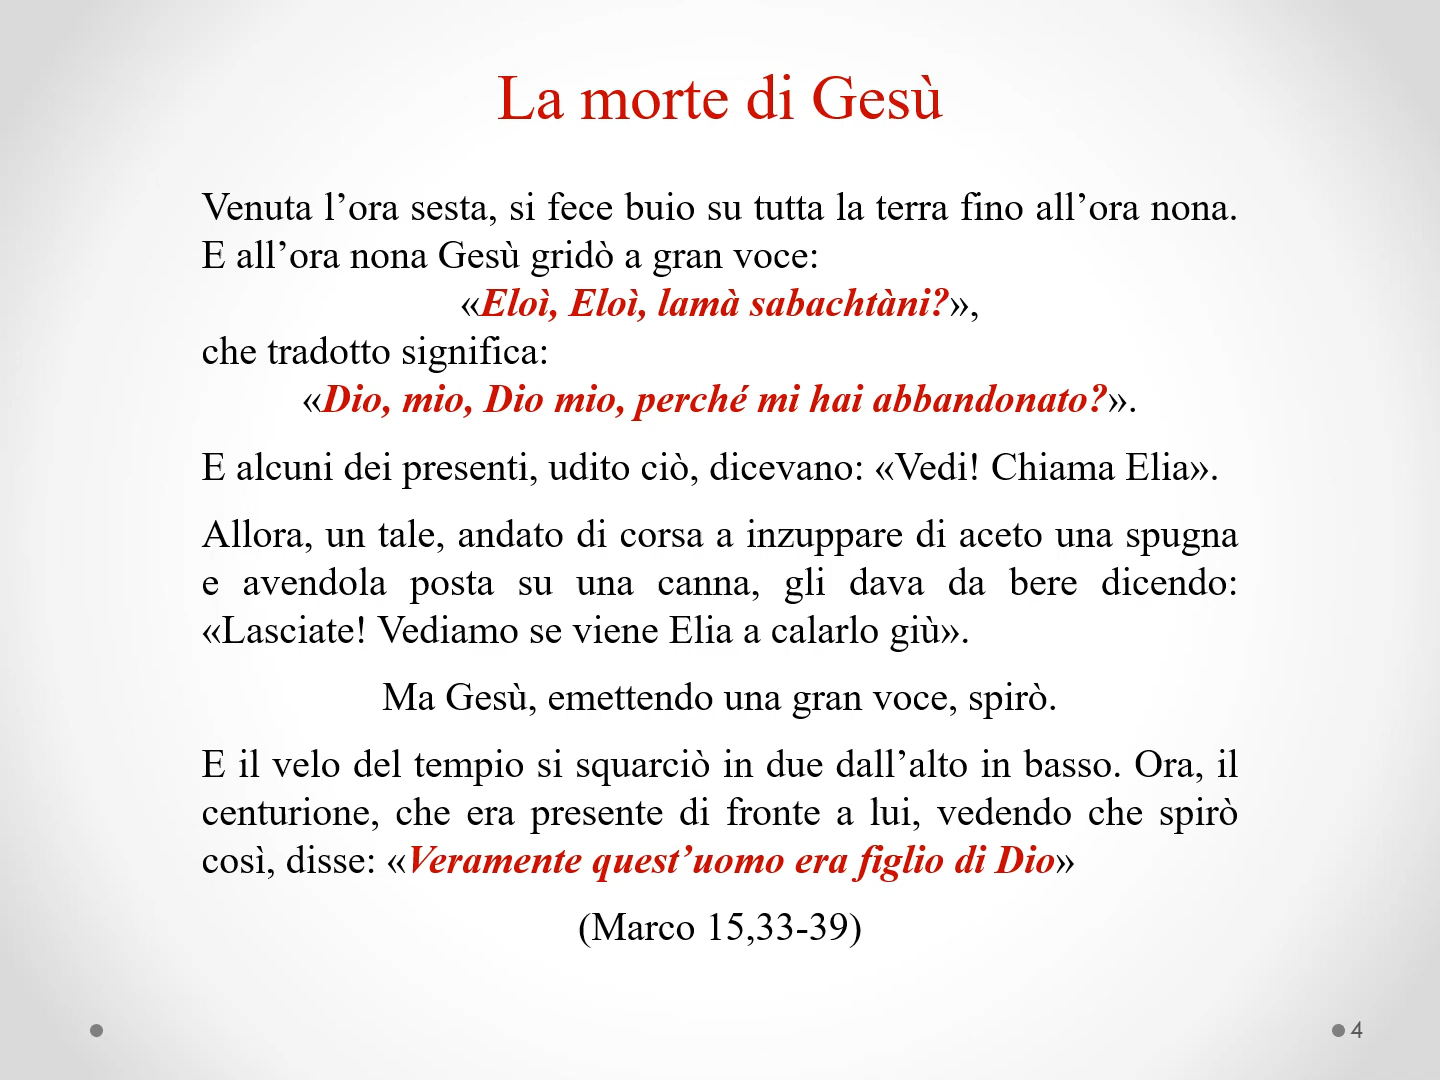 La morte di Gesù
Venuta l’ora sesta, si fece buio su tutta la terra fino all’ora nona.
E all’ora nona Gesù gridò a gran voce:
«Eloì, Eloì, lamà sabachtàni?»,
che tradotto significa:
«Dio, mio, Dio mio, perché mi hai abbandonato?».
E alcuni dei presenti, udito ciò, dicevano: «Vedi! Chiama Elia».
Allora, un tale, andato di corsa a inzuppare di aceto una spugna
e avendola posta su una canna, gli dava da bere dicendo:
«Lasciate! Vediamo se viene Elia a calarlo giù».
Ma Gesù, emettendo una gran voce, spirò.
E il velo del tempio si squarciò in due dall’alto in basso. Ora, il
centurione, che era presente di fronte a lui, vedendo che spirò
così, disse: «Veramente quest’uomo era figlio di Dio»
(Marco 15,33-39)
4